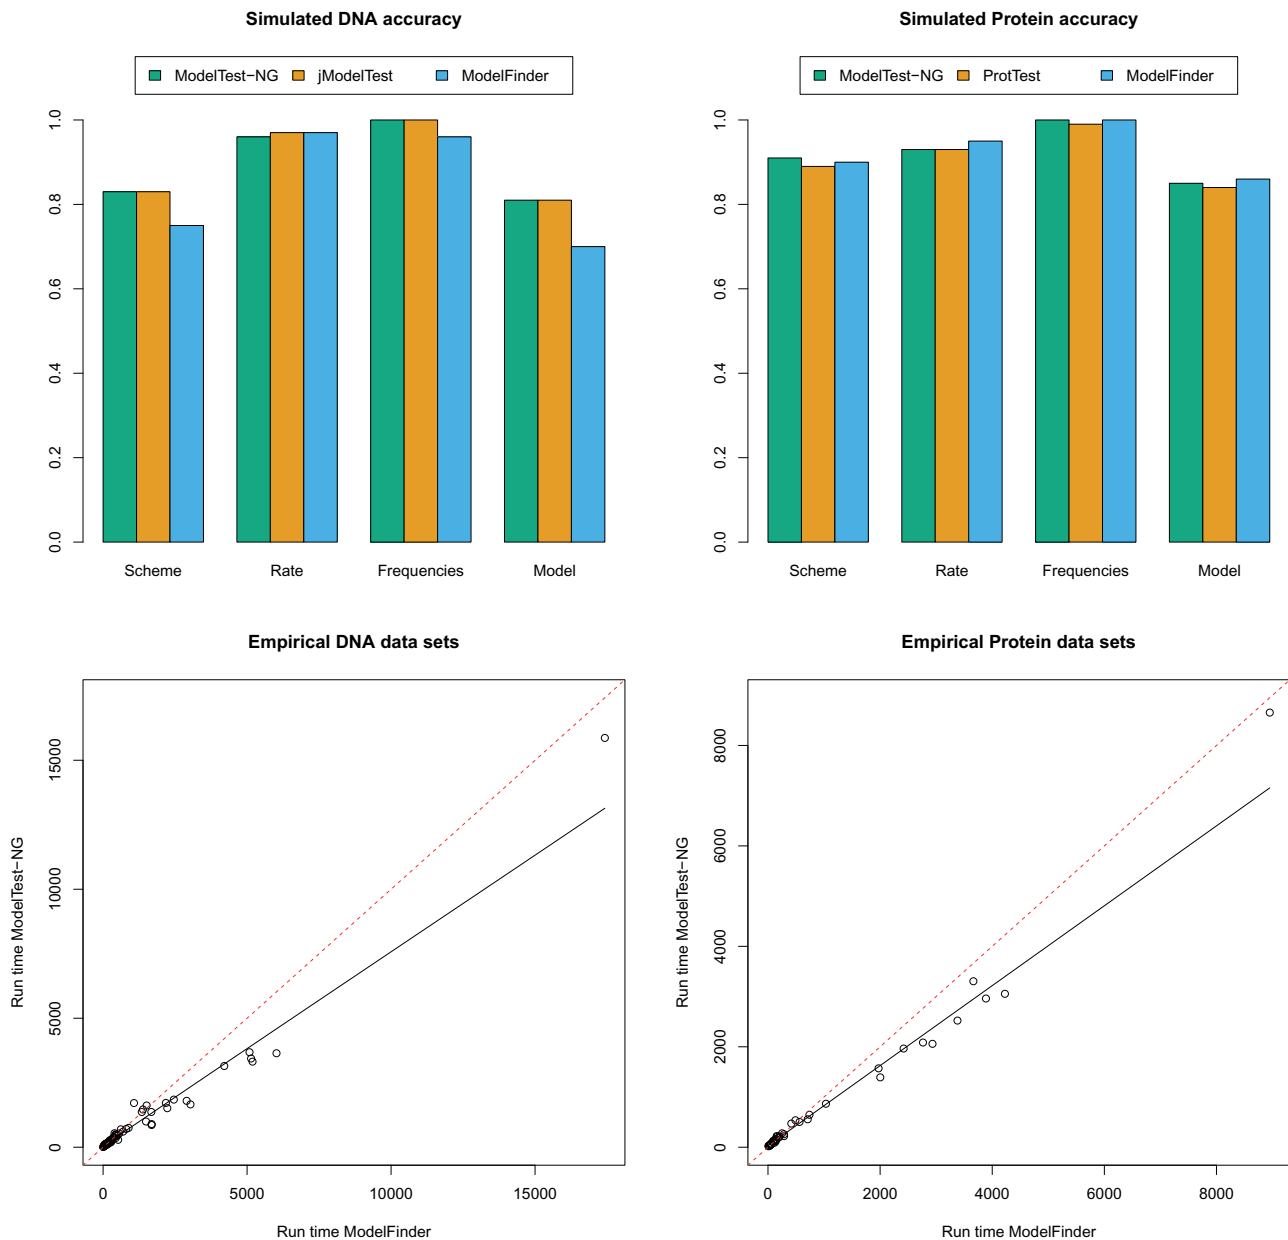 Simulated DNA accuracy
ModelTest−NG jModelTest ModelFinder
0.0 0.2 0.4 0.6 0.8 1.0
Scheme Rate Frequencies Model
Simulated Protein accuracy
ModelTest−NG ProtTest ModelFinder
0.0 0.2 0.4 0.6 0.8 1.0
Scheme Rate Frequencies Model
Empirical DNA data sets
Run time ModelTest−NG
0 5000 10000 15000
0 5000 10000 15000
Run time ModelFinder
Empirical Protein data sets
Run time ModelTest−NG
0 2000 4000 6000 8000
0 2000 4000 6000 8000
Run time ModelFinder